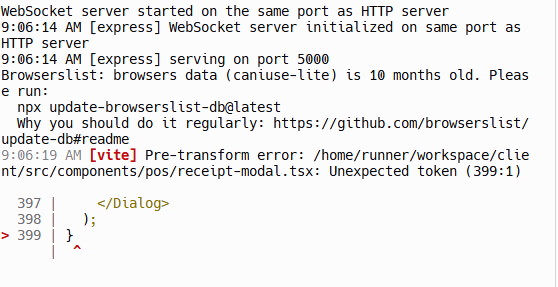 WebSocket server started on the same port as HTTP server
9:06:14 AM [express] WebSocket server initialized on same port as
HTTP server
9:06:14 AM [express] serving on port 5000
Browserslist: browsers data (caniuse-lite) is 10 months old. Pleas
e run:
  npx update-browserslist-db@latest
  Why you should do it regularly: https://github.com/browserslist/
update-db#readme
9:06:19 AM [vite] Pre-transform error: /home/runner/workspace/clie
nt/src/components/pos/receipt-modal.tsx: Unexpected token (399:1)
  397 |     </Dialog>
  398 |   );
> 399 | }
      |  ^